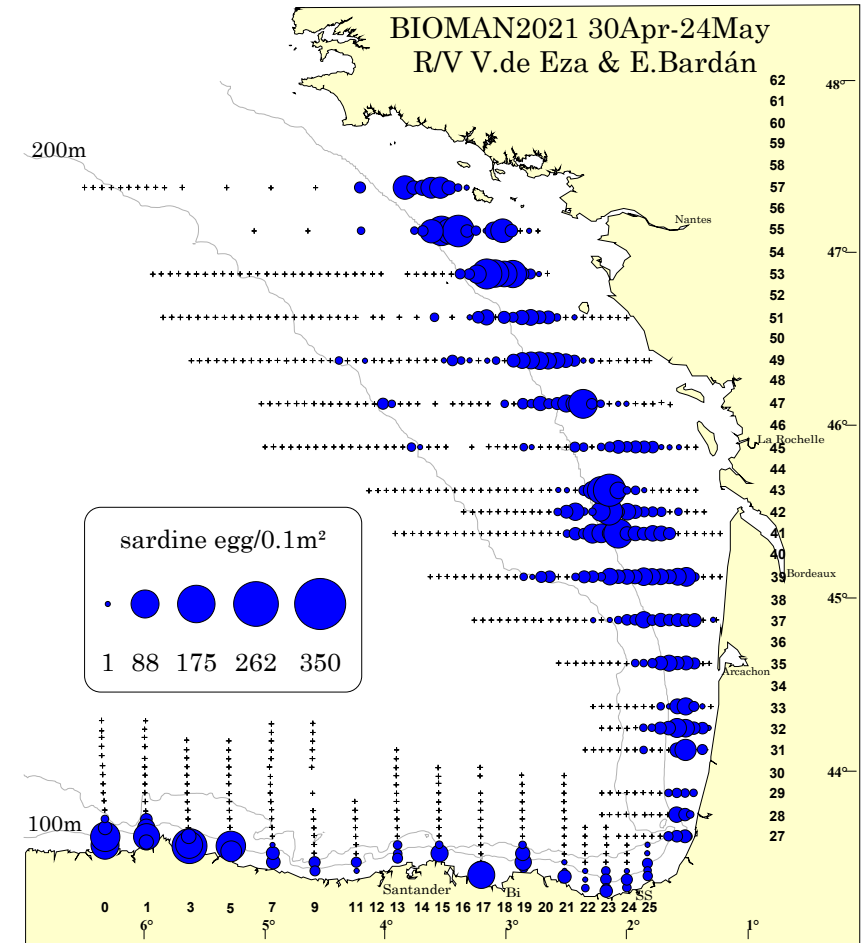 BIOMAN2021 30Apr-24May
R/V V.de Eza & E.Bardán
62
48°
61
60
59
200m
58
57
56
Nantes
55
54
47°
53
52
51
50
49
48
47
46
46°
La Rochelle
45
44
43
42
41
40
Bordeaux
39
38
45°
37
36
35
Arcachon
34
33
32
31
30
44°
29
28
27
sardine egg/0.1m²
1 88 175 262 350
100m
Santander
Bi
SS
0 1 3 5 7 9 11 12 13 14 15 16 17 18 19 20 21 22 23 24 25
6° 5° 4° 3° 2° 1°